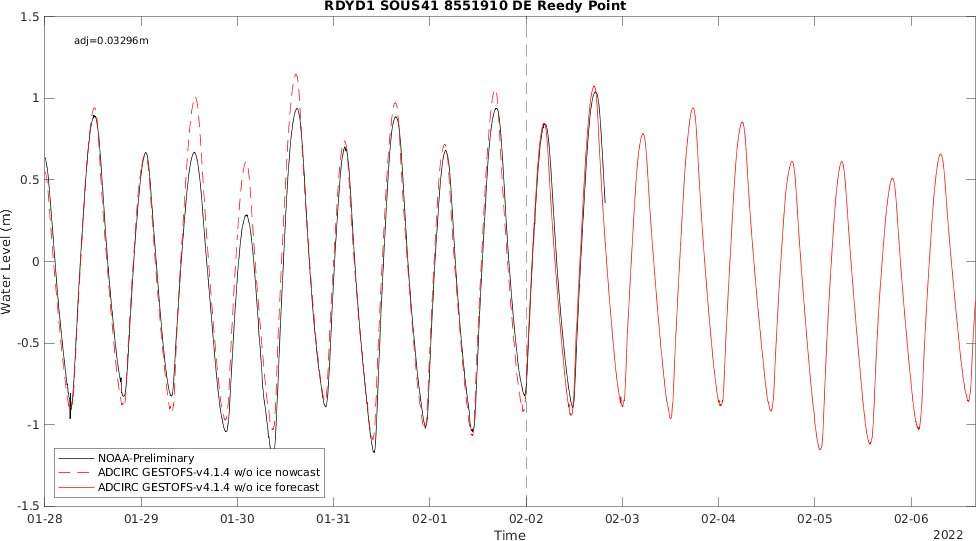 RDYD1 SOUS41 8551910 DE Reedy Point
adj=0.03296m
Water Level (m)
1.5
1
0.5
0
-0.5
-1
-1.5
NOAA-Preliminary
ADCIRC GESTOFS-v4.1.4 w/o ice nowcast
ADCIRC GESTOFS-v4.1.4 w/o ice forecast
01-28 01-29 01-30 01-31 02-01 02-02 02-03 02-04 02-05 02-06
Time
2022